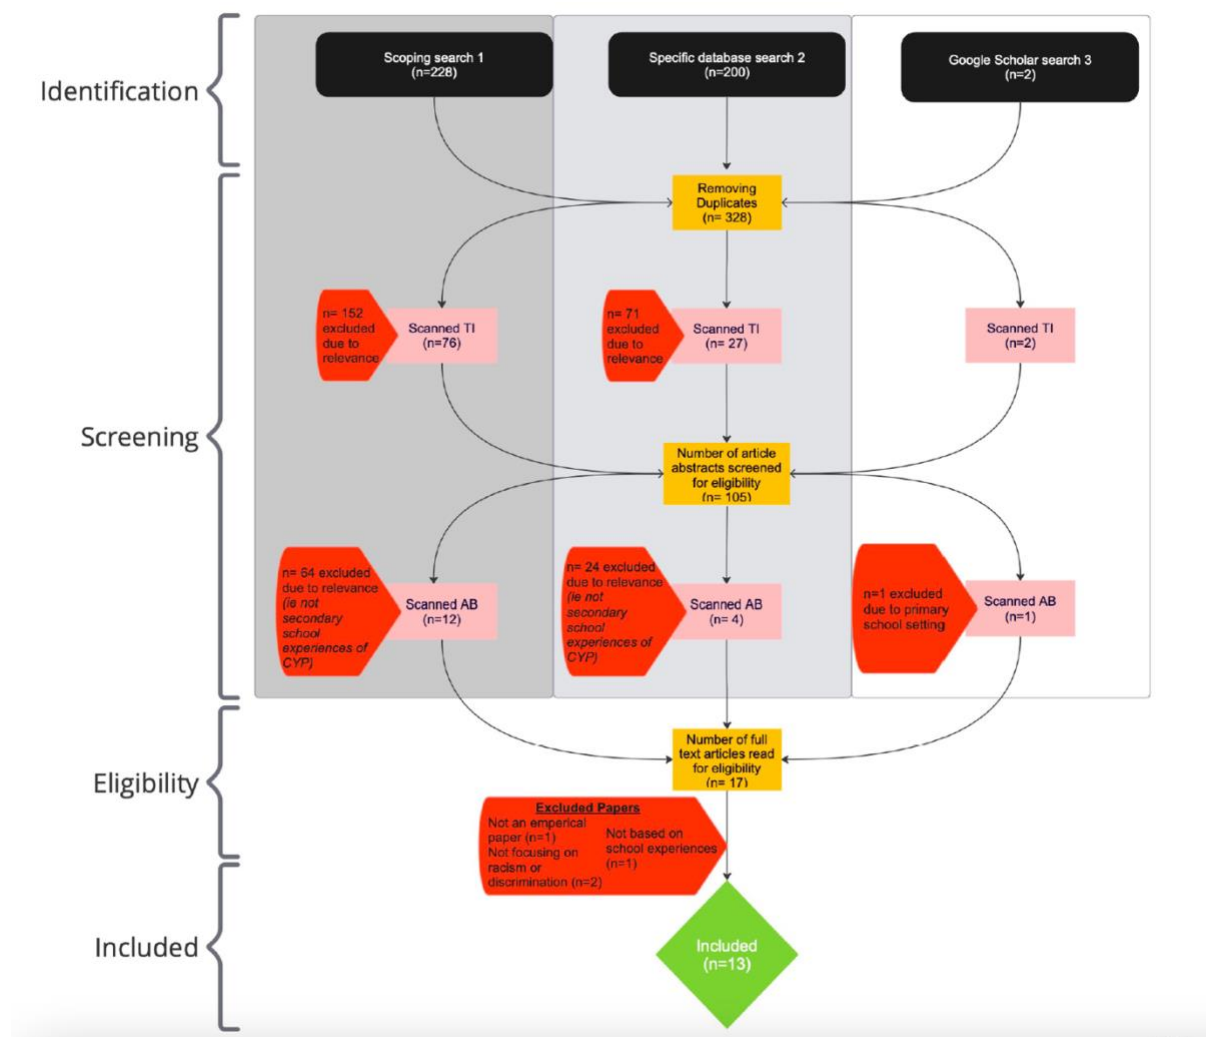 Identification
Scoping search 1
(n=228)
Specific database search 2
(n=200)
Google Scholar search 3
(n=2)
Screening
Removing
Duplicates
(n= 328)
n= 152
excluded
due to
relevance
Scanned TI
(n=76)
n= 71
excluded
due to
relevance
Scanned TI
(n= 27)
Scanned TI
(n=2)
Number of article
abstracts screened
for eligibility
(n= 105)
n= 64 excluded
due to relevance
(ie not
secondary
school
experiences of
CYP)
Scanned AB
(n=12)
n= 24 excluded
due to relevance
(ie not
secondary
school
experiences of
CYP)
Scanned AB
(n= 4)
n=1 excluded
due to primary
school setting
Scanned AB
(n=1)
Eligibility
Number of full
text articles read
for eligibility
(n= 17)
Excluded Papers
Not an emperical
paper (n=1)
Not focusing on
racism or
discrimination (n=2)
Not based on
school experiences
(n=1)
Included
Included
(n=13)